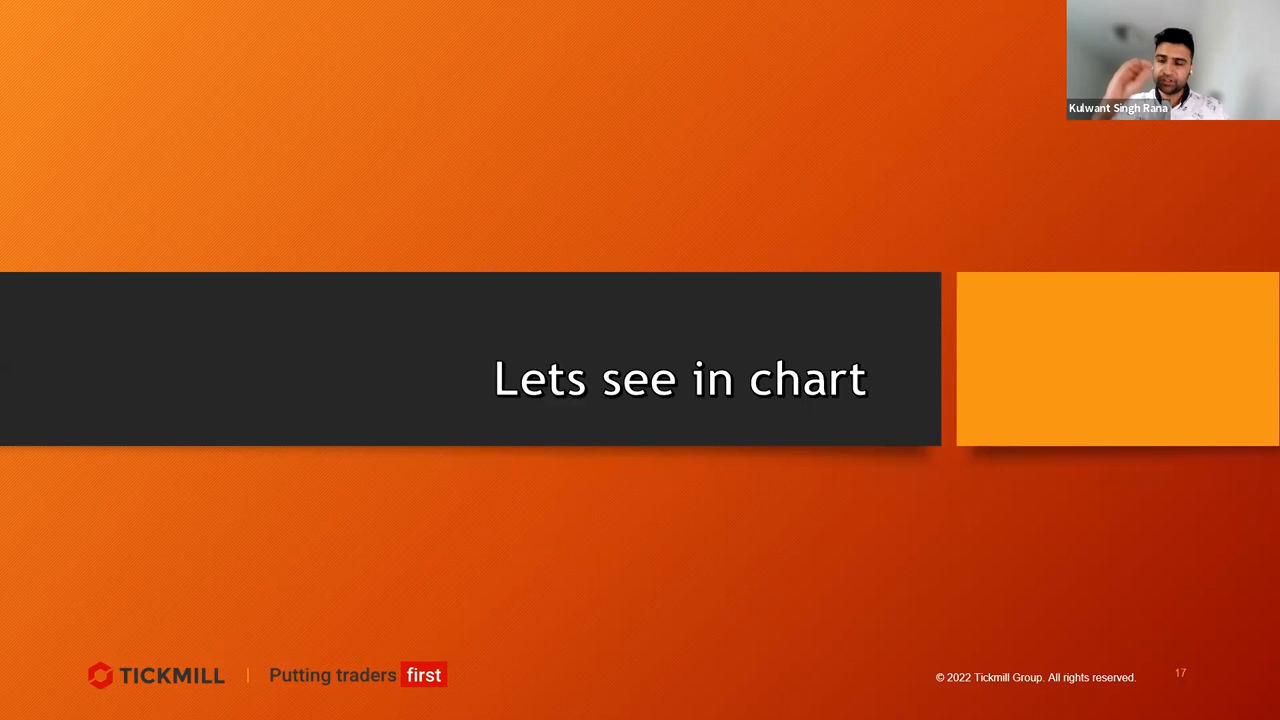 Kulwant Singh Rana
Lets see in chart
TICKMILL | Putting traders first
© 2022 Tickmill Group. All rights reserved.
17